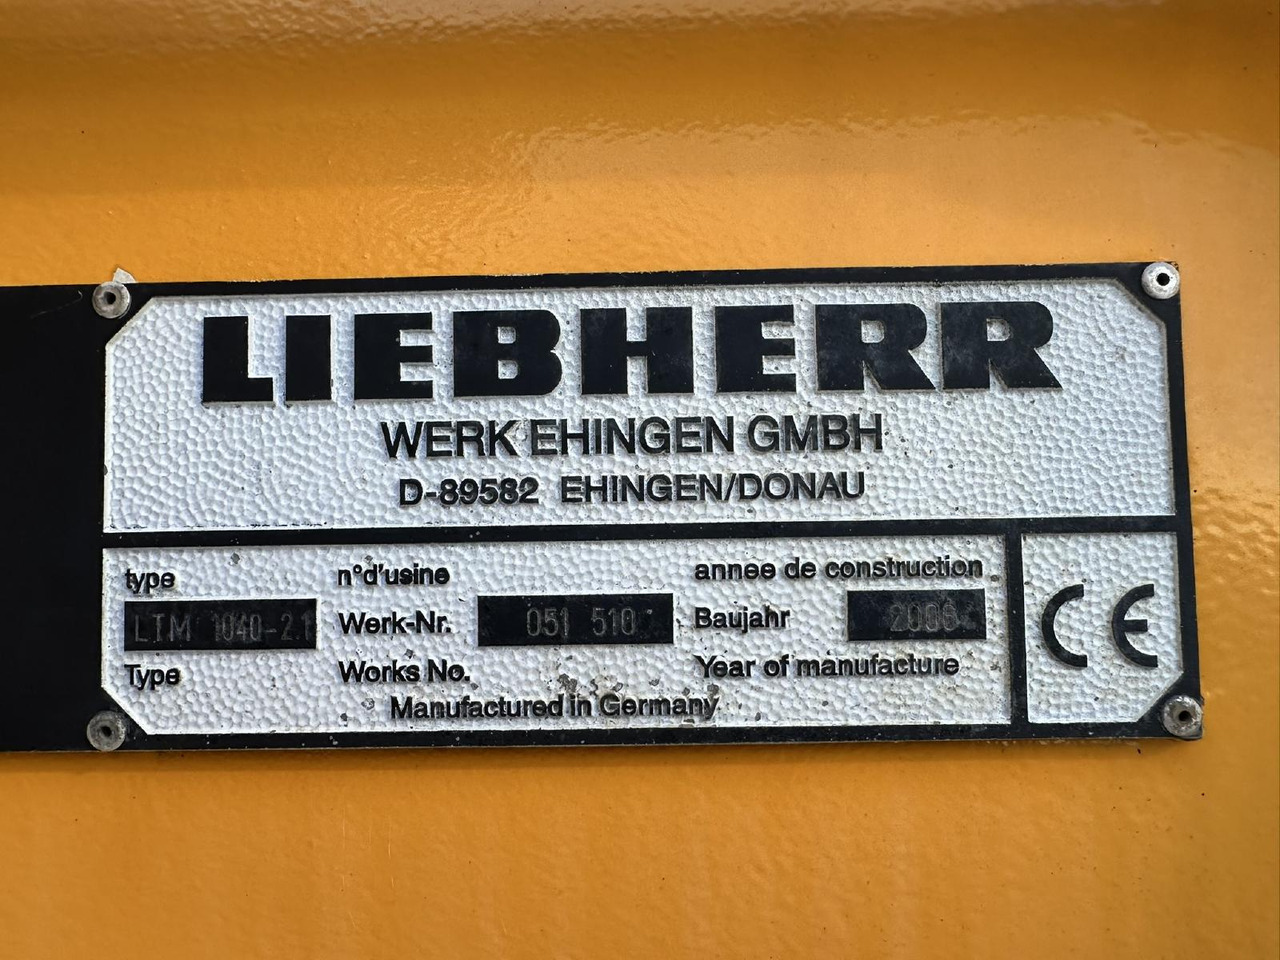 LIEBHERR
WERK EHINGEN GMBH
D-89582 EHINGEN/DONAU
type n°d'usine annee de construction
LTM 1040-2.1 Werk-Nr. 051 510 Baujahr 2006
Type Works No. Year of manufacture
Manufactured in Germany
CE